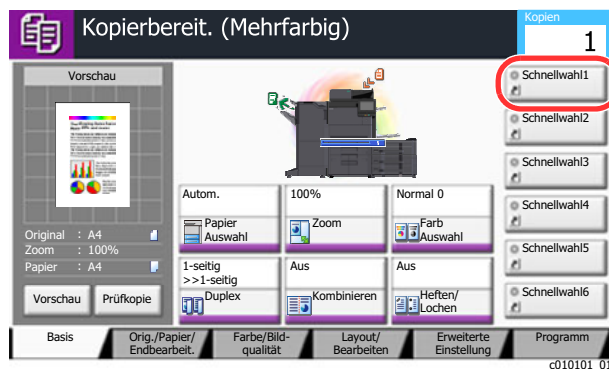 Kopierbereit. (Mehrfarbig)
Kopien
1
Vorschau
Original : A4
Zoom : 100%
Papier : A4
Vorschau
Prüfkopie
Autom.
Papier
Auswahl
100%
Zoom
Normal 0
Farb
Auswahl
1-seitig
>>1-seitig
Duplex
Aus
Kombinieren
Aus
Heften/
Lochen
Schnellwahl1
Schnellwahl2
Schnellwahl3
Schnellwahl4
Schnellwahl5
Schnellwahl6
Basis
Orig./Papier/
Endbearbeit.
Farbe/Bild-
qualität
Layout/
Bearbeiten
Erweiterte
Einstellung
Programm
c010101_01